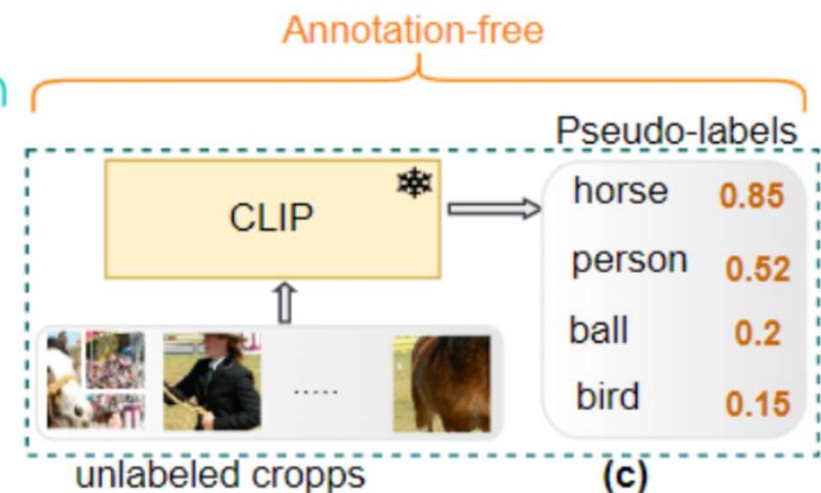 Annotation-free
Pseudo-labels
CLIP
horse 0.85
person 0.52
ball 0.2
bird 0.15
.....
unlabeled cropps
(c)